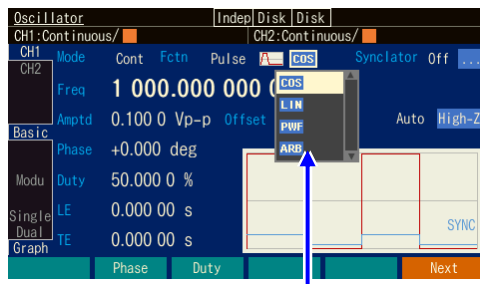 Oscillator Indep Disk Disk
CH1:Continuous/ CH2:Continuous/
CH1 Mode Cont Fctn Pulse COS Synclator Off ...
CH2
Freq 1 000.000 000 0
COS
LIN
PWF
ARB
Amptd 0.100 0 Vp-p Offset Auto High-Z
Basic
Phase +0.000 deg
Modu Duty 50.000 0 %
Single LE 0.000 00 s SYNC
Dual
Graph TE 0.000 00 s
Phase Duty Next